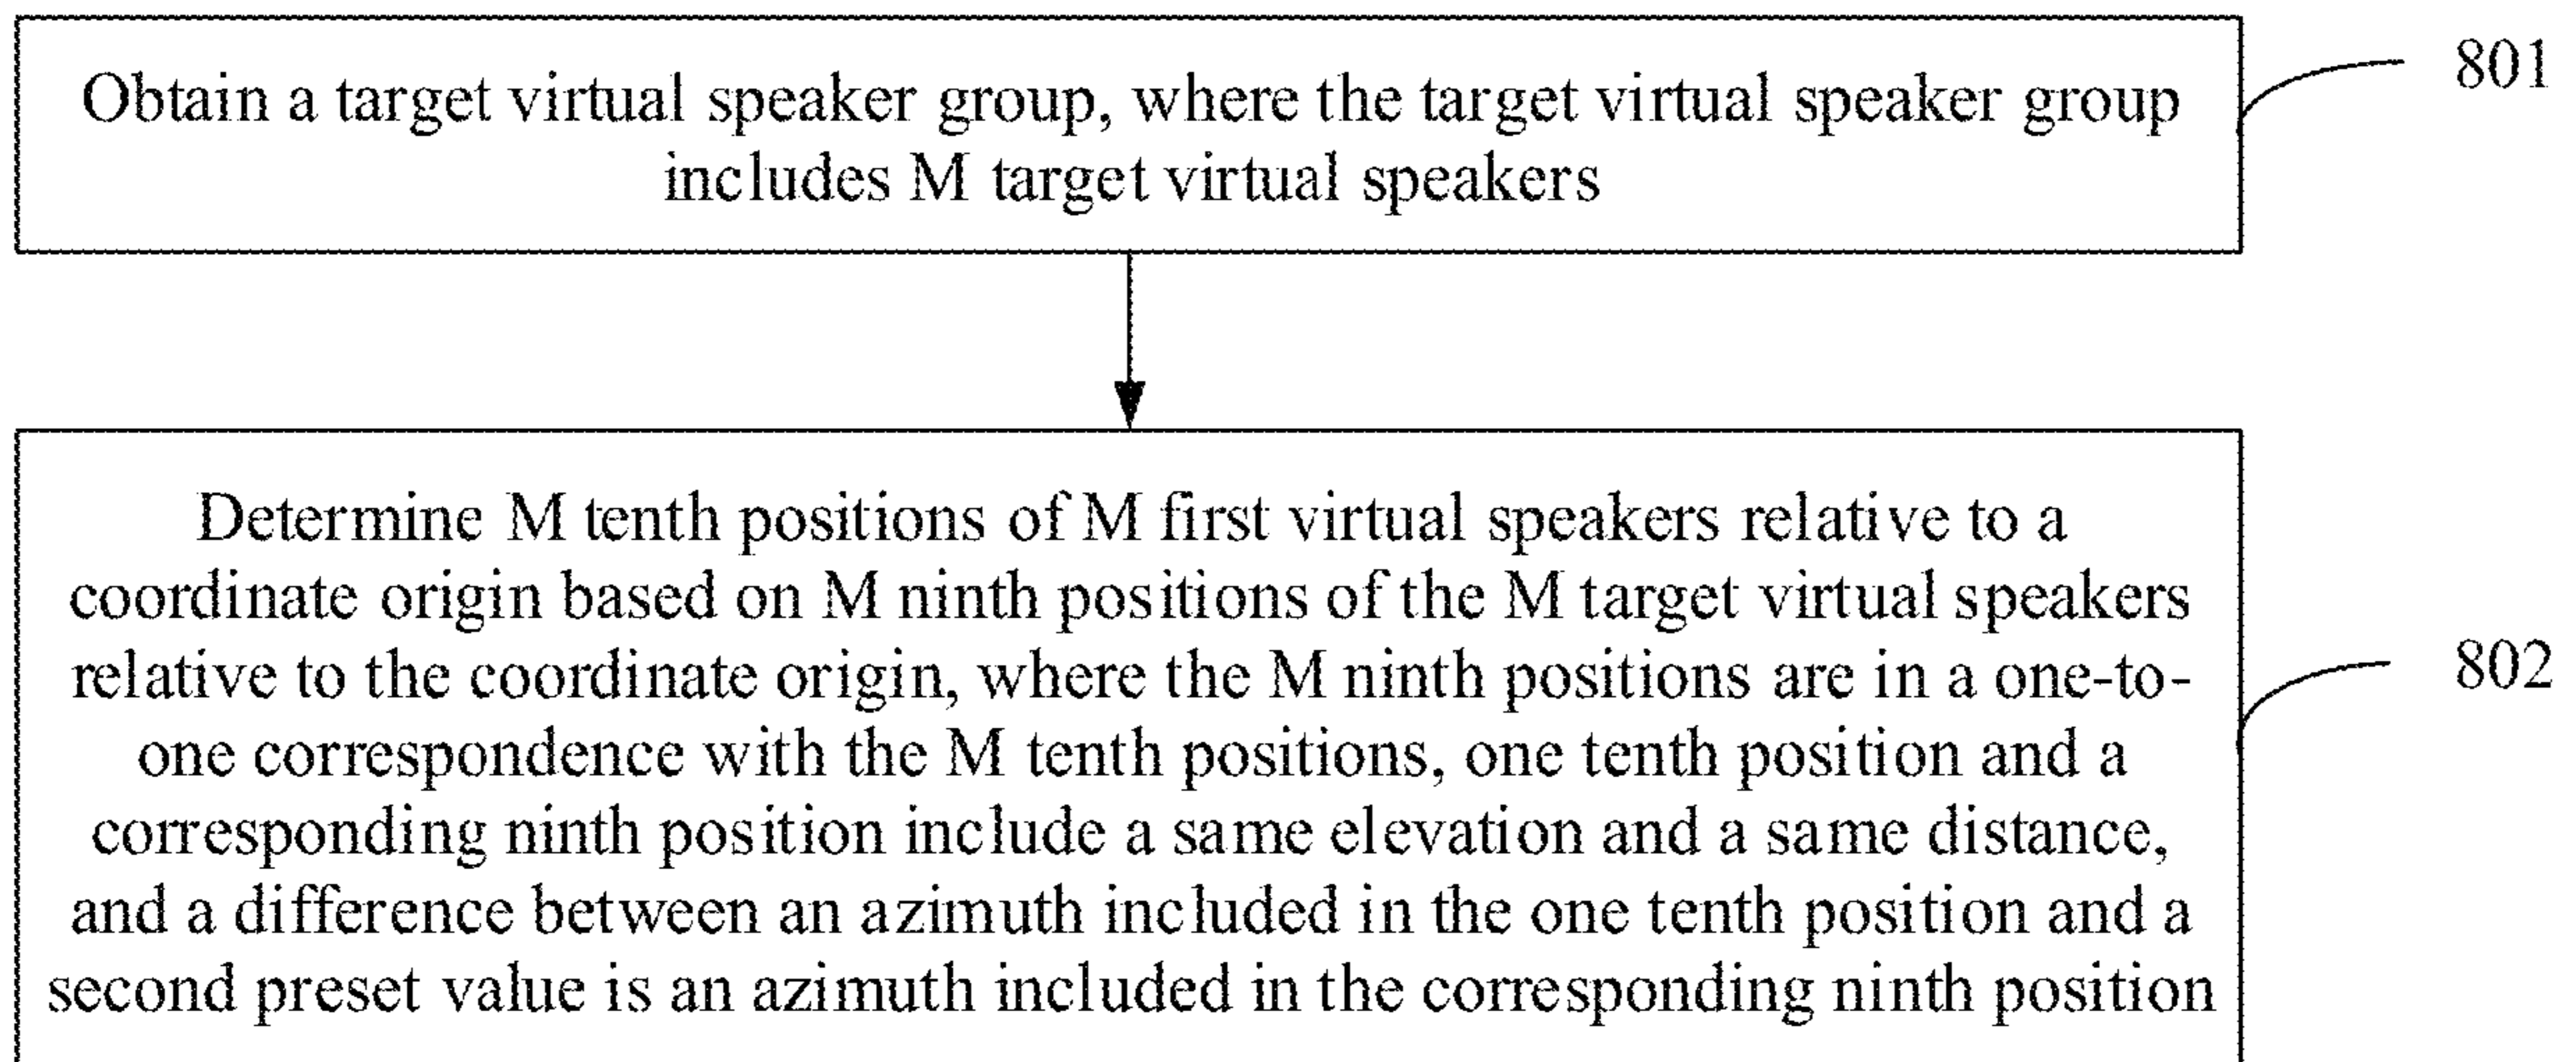 Obtain a target virtual speaker group, where the target virtual speaker group
includes M target virtual speakers
801
Determine M tenth positions of M first virtual speakers relative to a
coordinate origin based on M ninth positions of the M target virtual speakers
relative to the coordinate origin, where the M ninth positions are in a one-to-
one correspondence with the M tenth positions, one tenth position and a
corresponding ninth position include a same elevation and a same distance,
and a difference between an azimuth included in the one tenth position and a
second preset value is an azimuth included in the corresponding ninth position
802